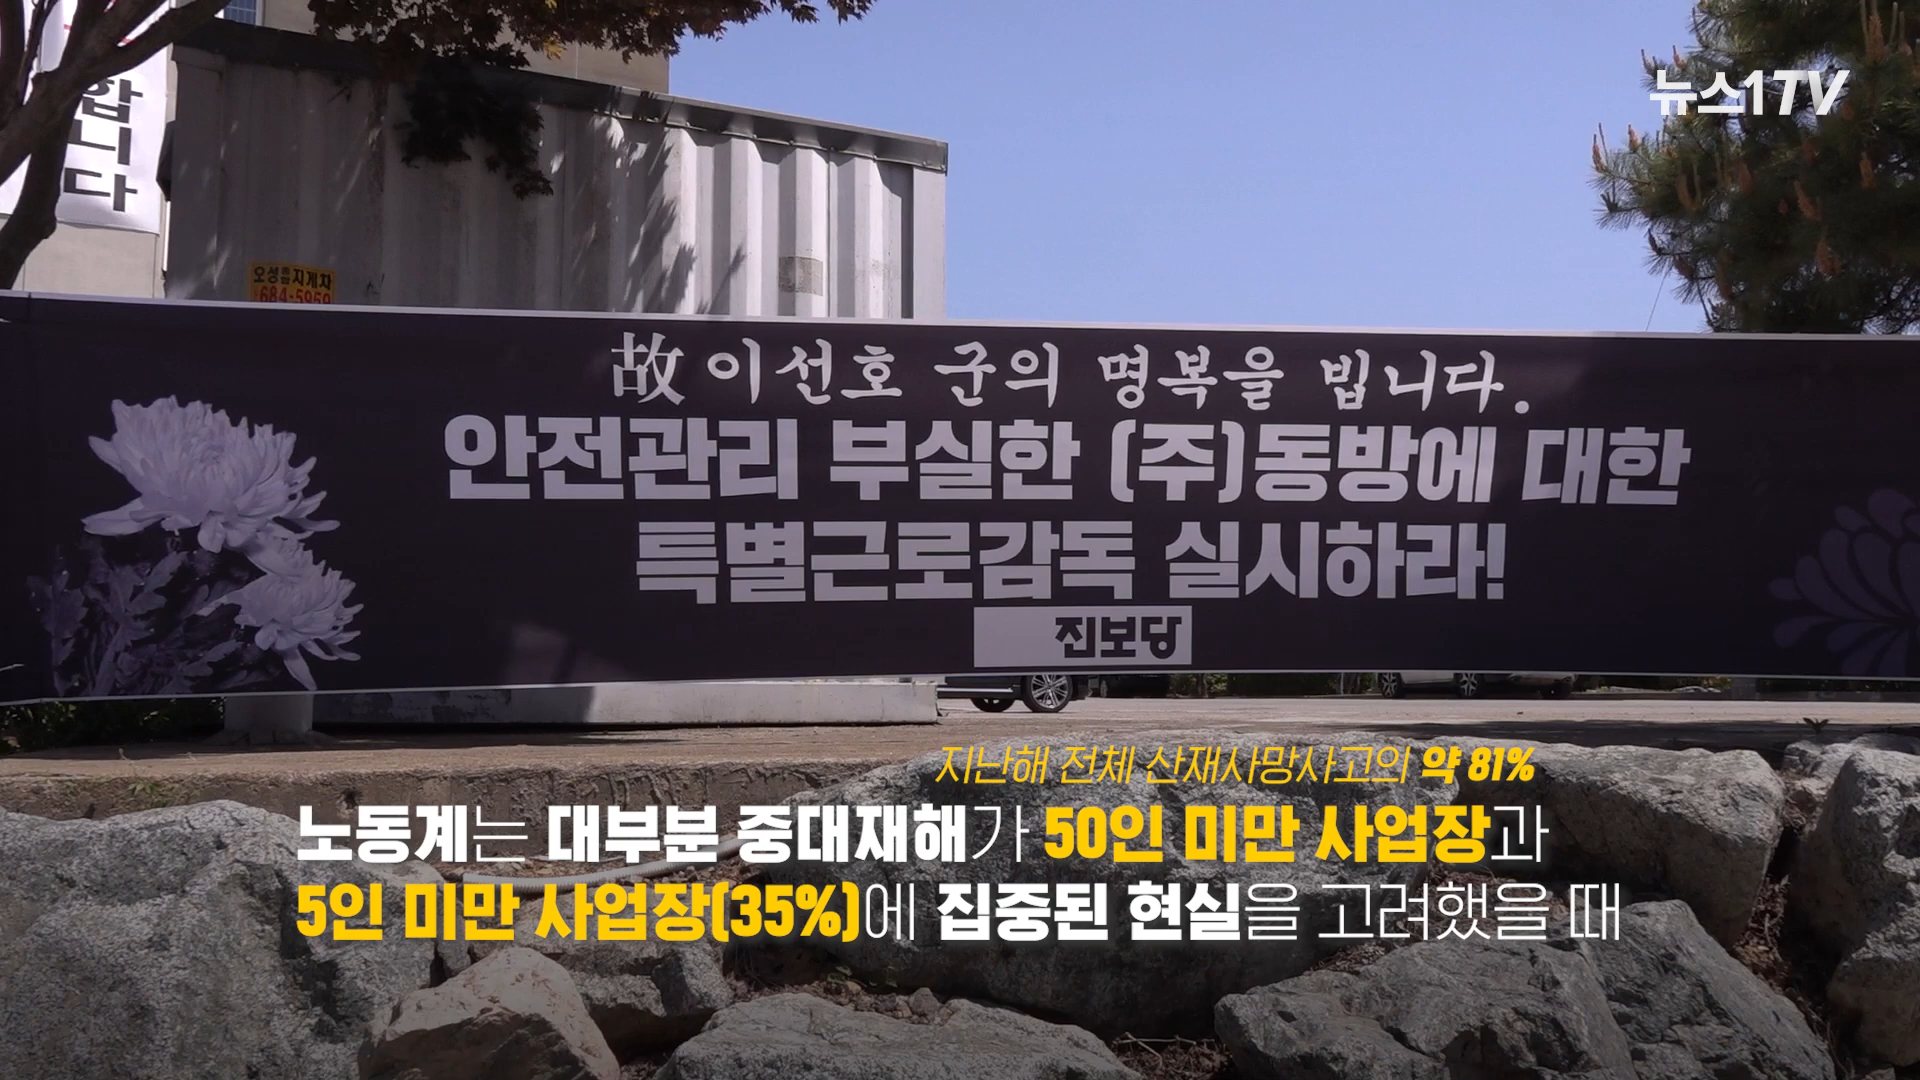 뉴스1TV
합니다
오성 지게차
684-5959
故 이선호 군의 명복을 빕니다.
안전관리 부실한 (주)동방에 대한
특별근로감독 실시하라!
진보당
지난해 전체 산재사망사고의 약 81%
노동계는 대부분 중대재해가 50인 미만 사업장과
5인 미만 사업장(35%)에 집중된 현실을 고려했을 때